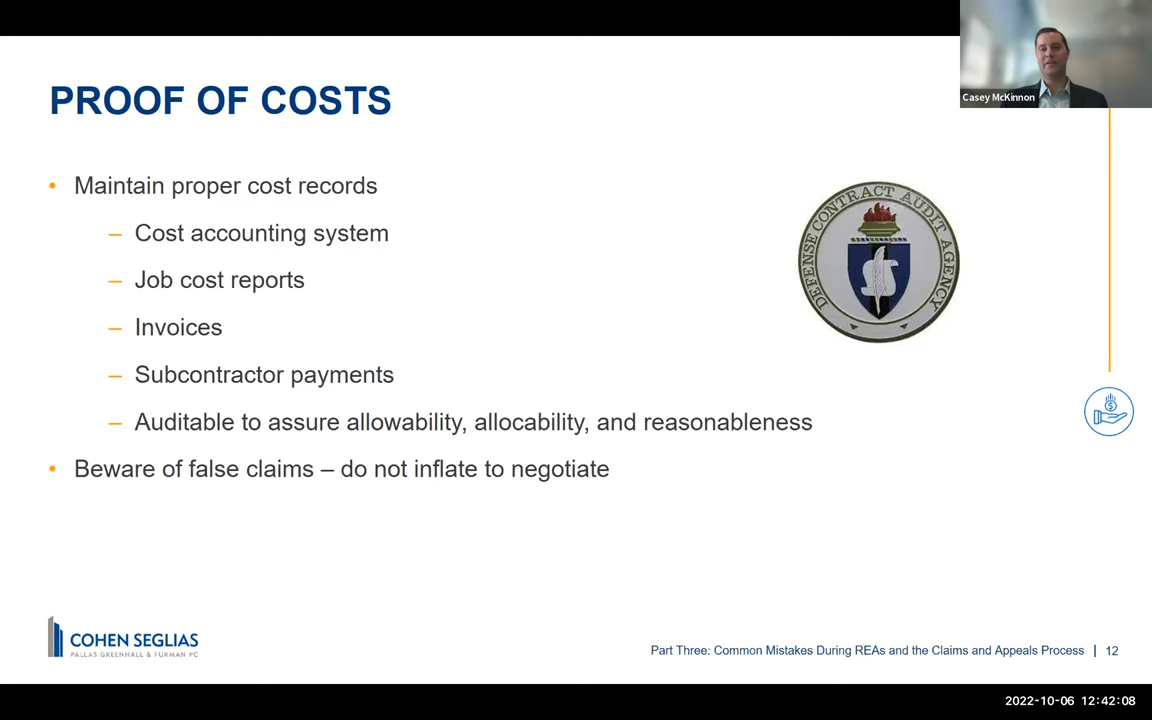 Casey McKinnon
PROOF OF COSTS
• Maintain proper cost records
– Cost accounting system
– Job cost reports
– Invoices
– Subcontractor payments
– Auditable to assure allowability, allocability, and reasonableness
• Beware of false claims – do not inflate to negotiate
DEFENSE CONTRACT AUDIT AGENCY
$
COHEN SEGLIAS
PALLAS GREENHALL & FURMAN PC
Part Three: Common Mistakes During REAs and the Claims and Appeals Process | 12
2022-10-06 12:42:08